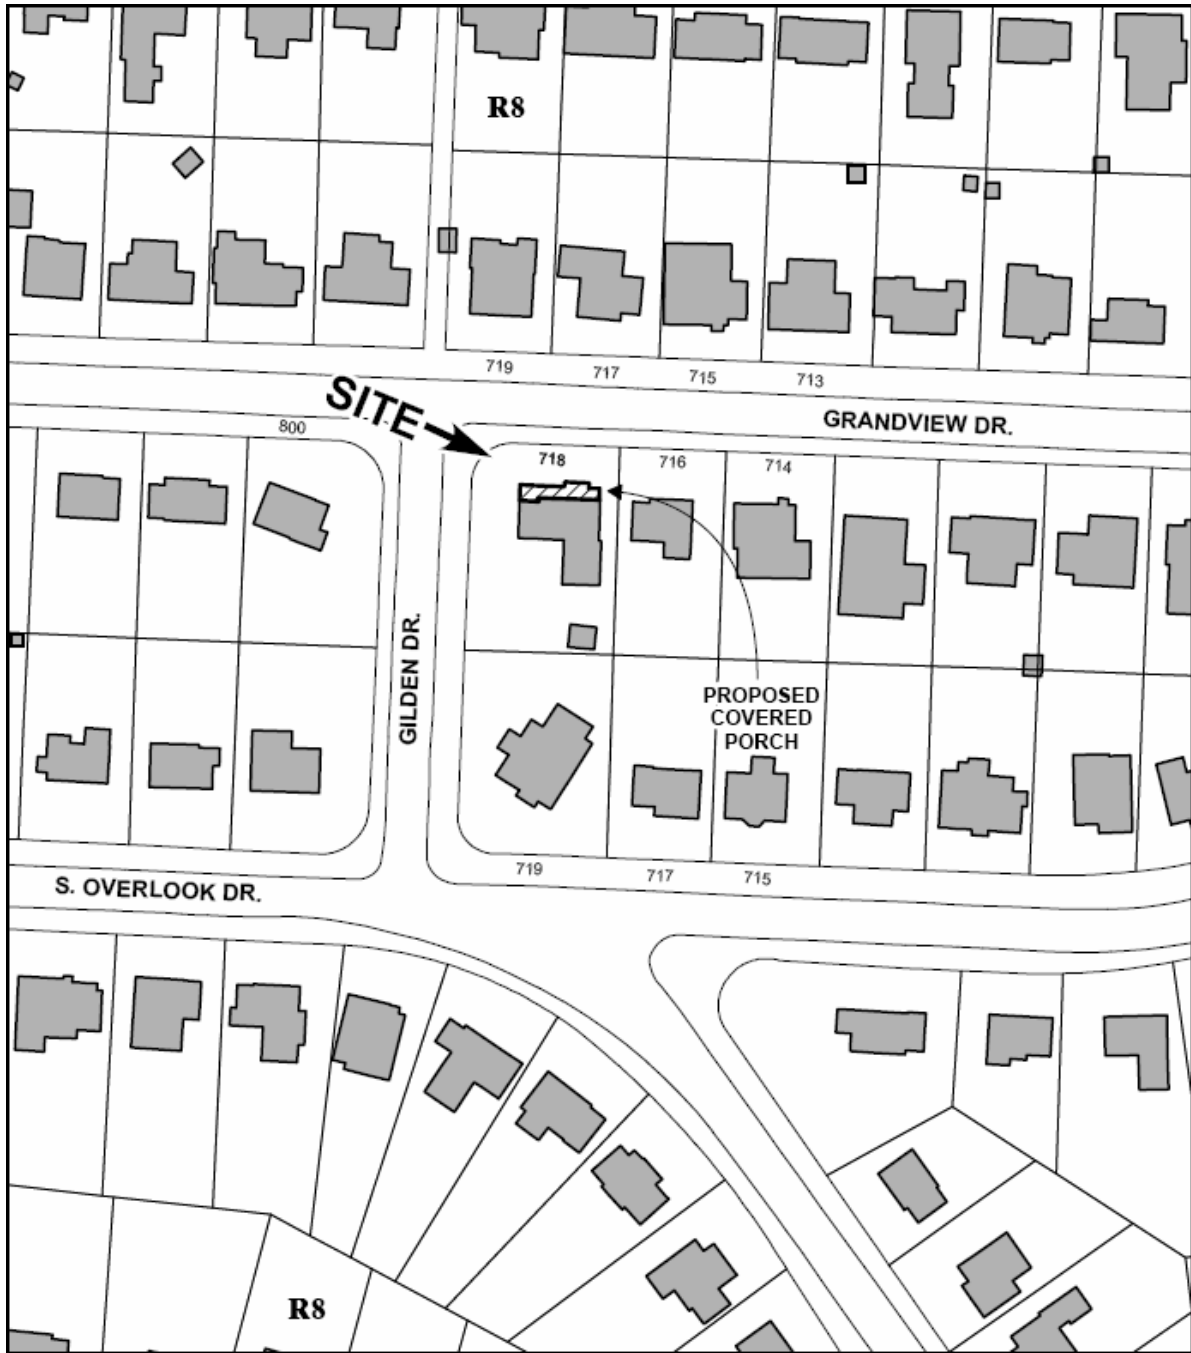 R8
719
717
715
713
SITE
GRANDVIEW DR.
800
718
716
714
GILDEN DR.
PROPOSED
COVERED
PORCH
719
717
715
S. OVERLOOK DR.
R8